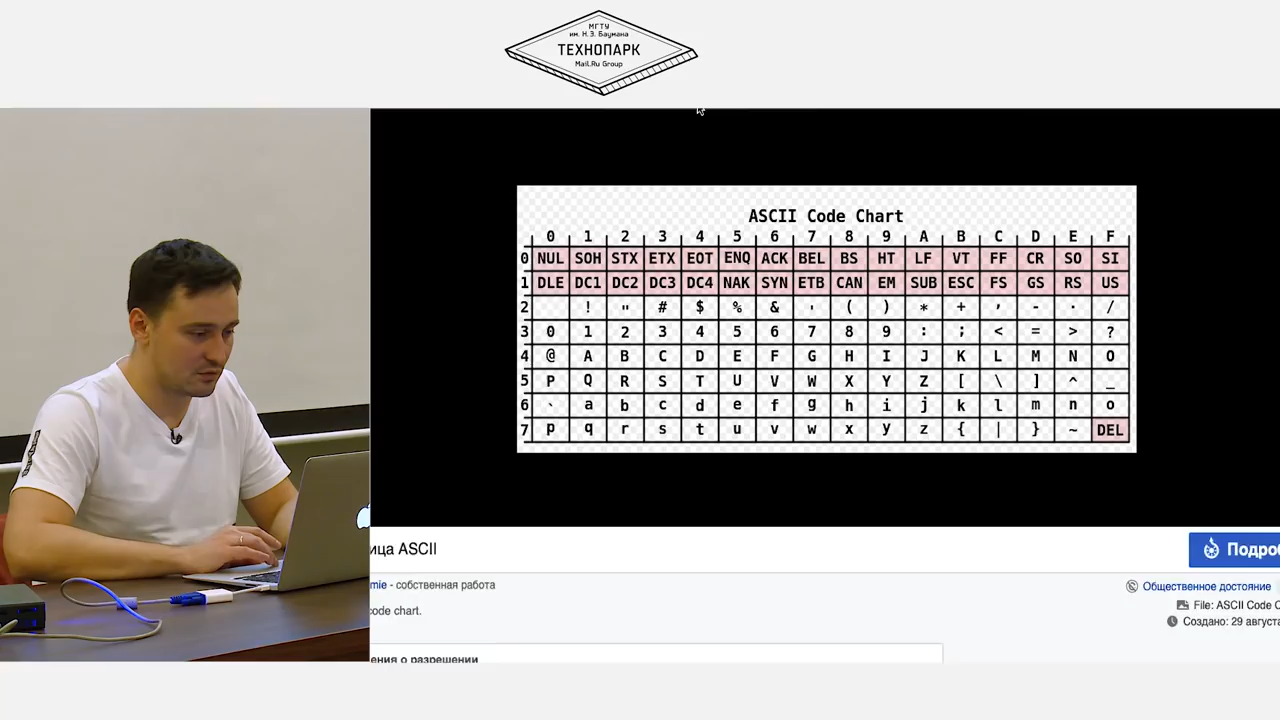 МГТУ
им. Н.Э. Баумана
ТЕХНОПАРК
Mail.Ru Group
ASCII Code Chart
0 1 2 3 4 5 6 7 8 9 A B C D E F
0 NUL SOH STX ETX EOT ENQ ACK BEL BS HT LF VT FF CR SO SI
1 DLE DC1 DC2 DC3 DC4 NAK SYN ETB CAN EM SUB ESC FS GS RS US
2 ! " # $ % & ' ( ) * + , - . /
3 0 1 2 3 4 5 6 7 8 9 : ; < = > ?
4 @ A B C D E F G H I J K L M N O
5 P Q R S T U V W X Y Z [ \ ] ^ _
6 ` a b c d e f g h i j k l m n o
7 p q r s t u v w x y z { | } ~ DEL
ица ASCII
Подро
mie - собственная работа
Общественное достояние
code chart.
File: ASCII Code C
Создано: 29 августа
ения о разрешении